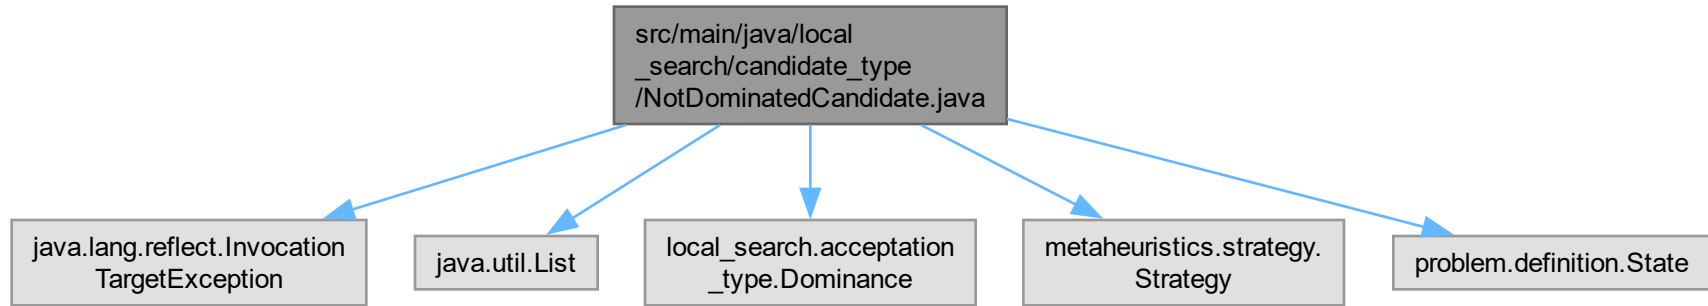 src/main/java/local
_search/candidate_type
/NotDominatedCandidate.java
java.lang.reflect.Invocation
TargetException
java.util.List
local_search.acceptation
_type.Dominance
metaheuristics.strategy.
Strategy
problem.definition.State